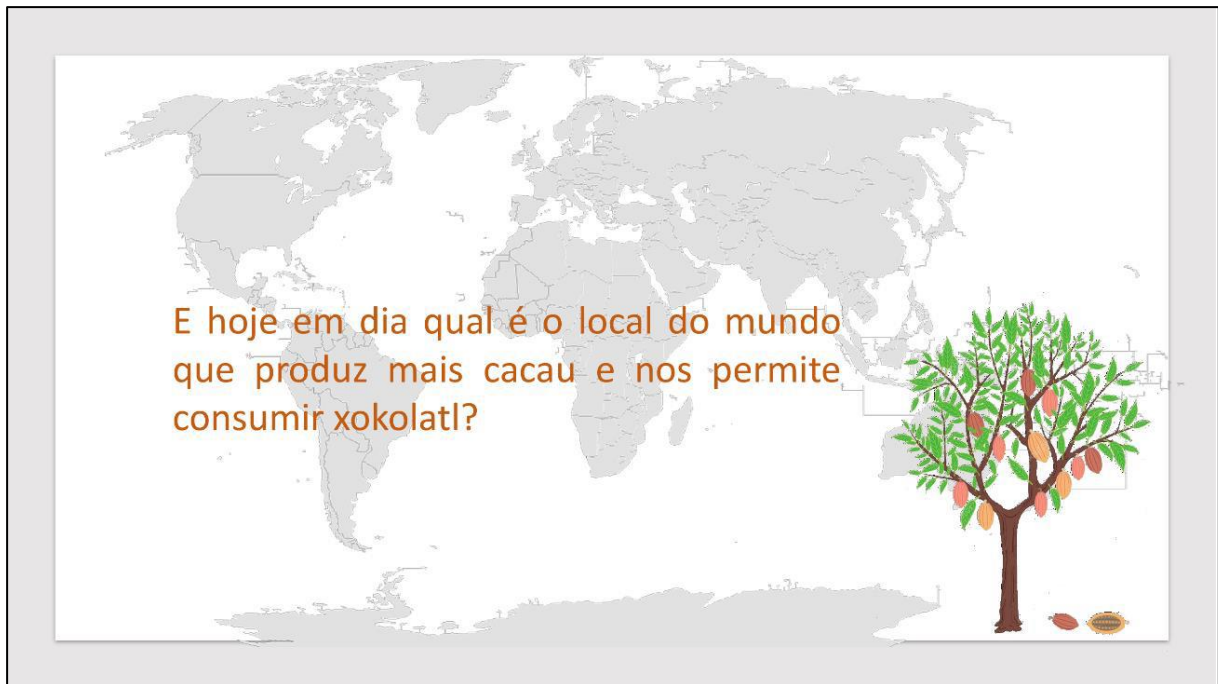 E hoje em dia qual é o local do mundo
que produz mais cacau e nos permite
consumir xokolatl?